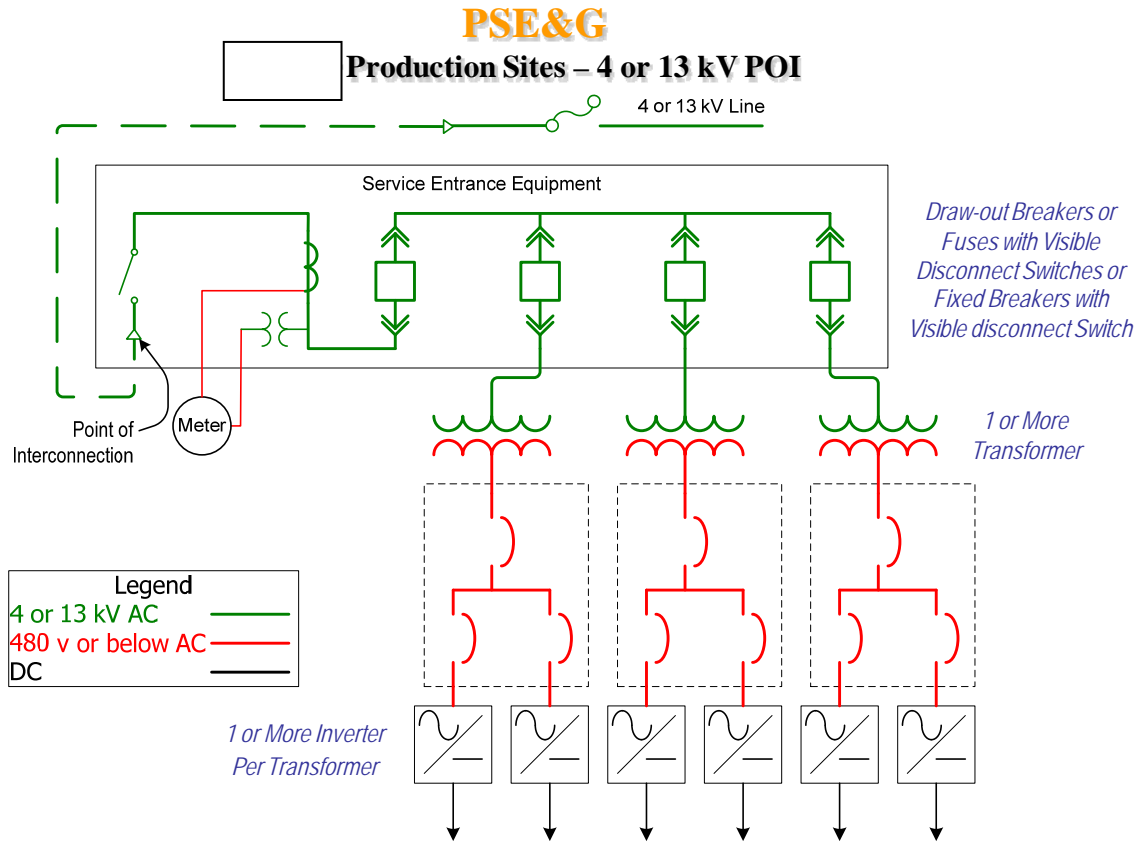 PSE&G
Production Sites – 4 or 13 kV POI
4 or 13 kV Line
Service Entrance Equipment
Draw-out Breakers or
Fuses with Visible
Disconnect Switches or
Fixed Breakers with
Visible disconnect Switch
Meter
Point of
Interconnection
1 or More
Transformer
Legend
4 or 13 kV AC
480 v or below AC
DC
1 or More Inverter
Per Transformer